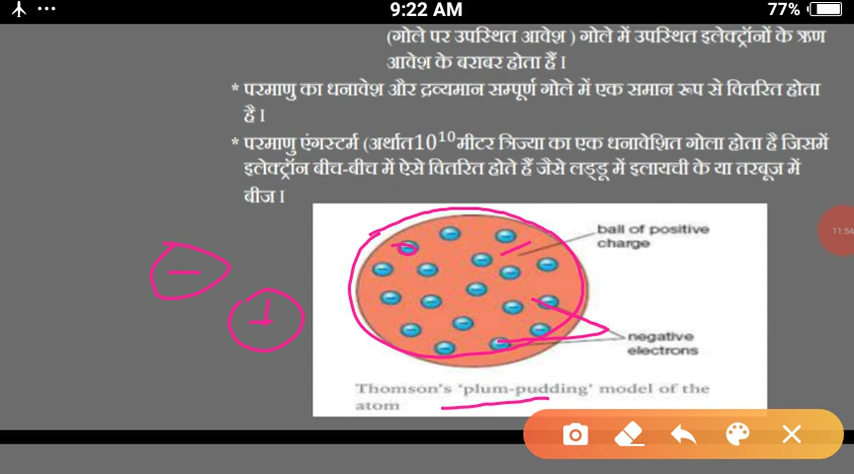 9:22 AM
77%
(गोले पर उपस्थित आवेश ) गोले में उपस्थित इलेक्ट्रॉनों के ऋण
आवेश के बराबर होता हैं I
* परमाणु का धनावेश और द्रव्यमान सम्पूर्ण गोले में एक समान रूप से वितरित होता
है I
* परमाणु एंगस्टर्म (अर्थात10¹⁰मीटर त्रिज्या का एक धनावेशित गोला होता है जिसमें
इलेक्ट्रॉन बीच-बीच में ऐसे वितरित होते हैं जैसे लड्डू में इलायची के या तरबूज में
बीज I
ball of positive
charge
11:54
negative
electrons
Thomson's 'plum-pudding' model of the
atom